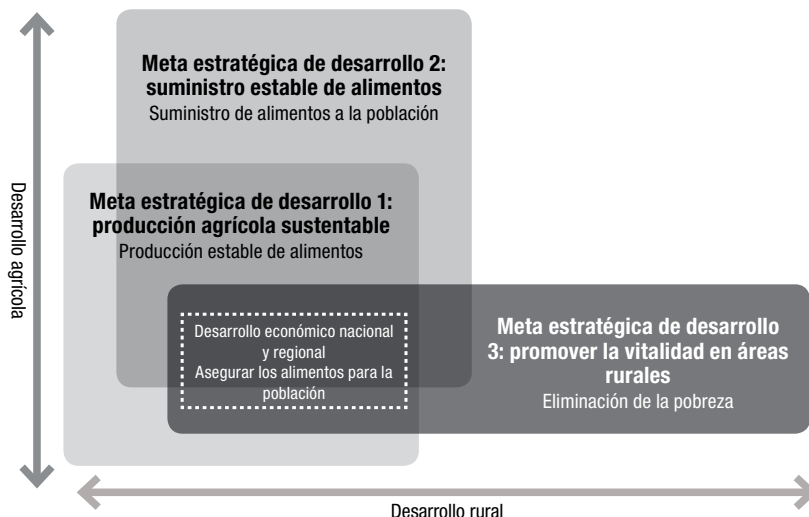 Meta estratégica de desarrollo 2:
suministro estable de alimentos
Suministro de alimentos a la población
Desarrollo agrícola
Meta estratégica de desarrollo 1:
producción agrícola sustentable
Producción estable de alimentos
Desarrollo económico nacional
y regional
Asegurar los alimentos para la
población
Meta estratégica de desarrollo
3: promover la vitalidad en áreas
rurales
Eliminación de la pobreza
Desarrollo rural